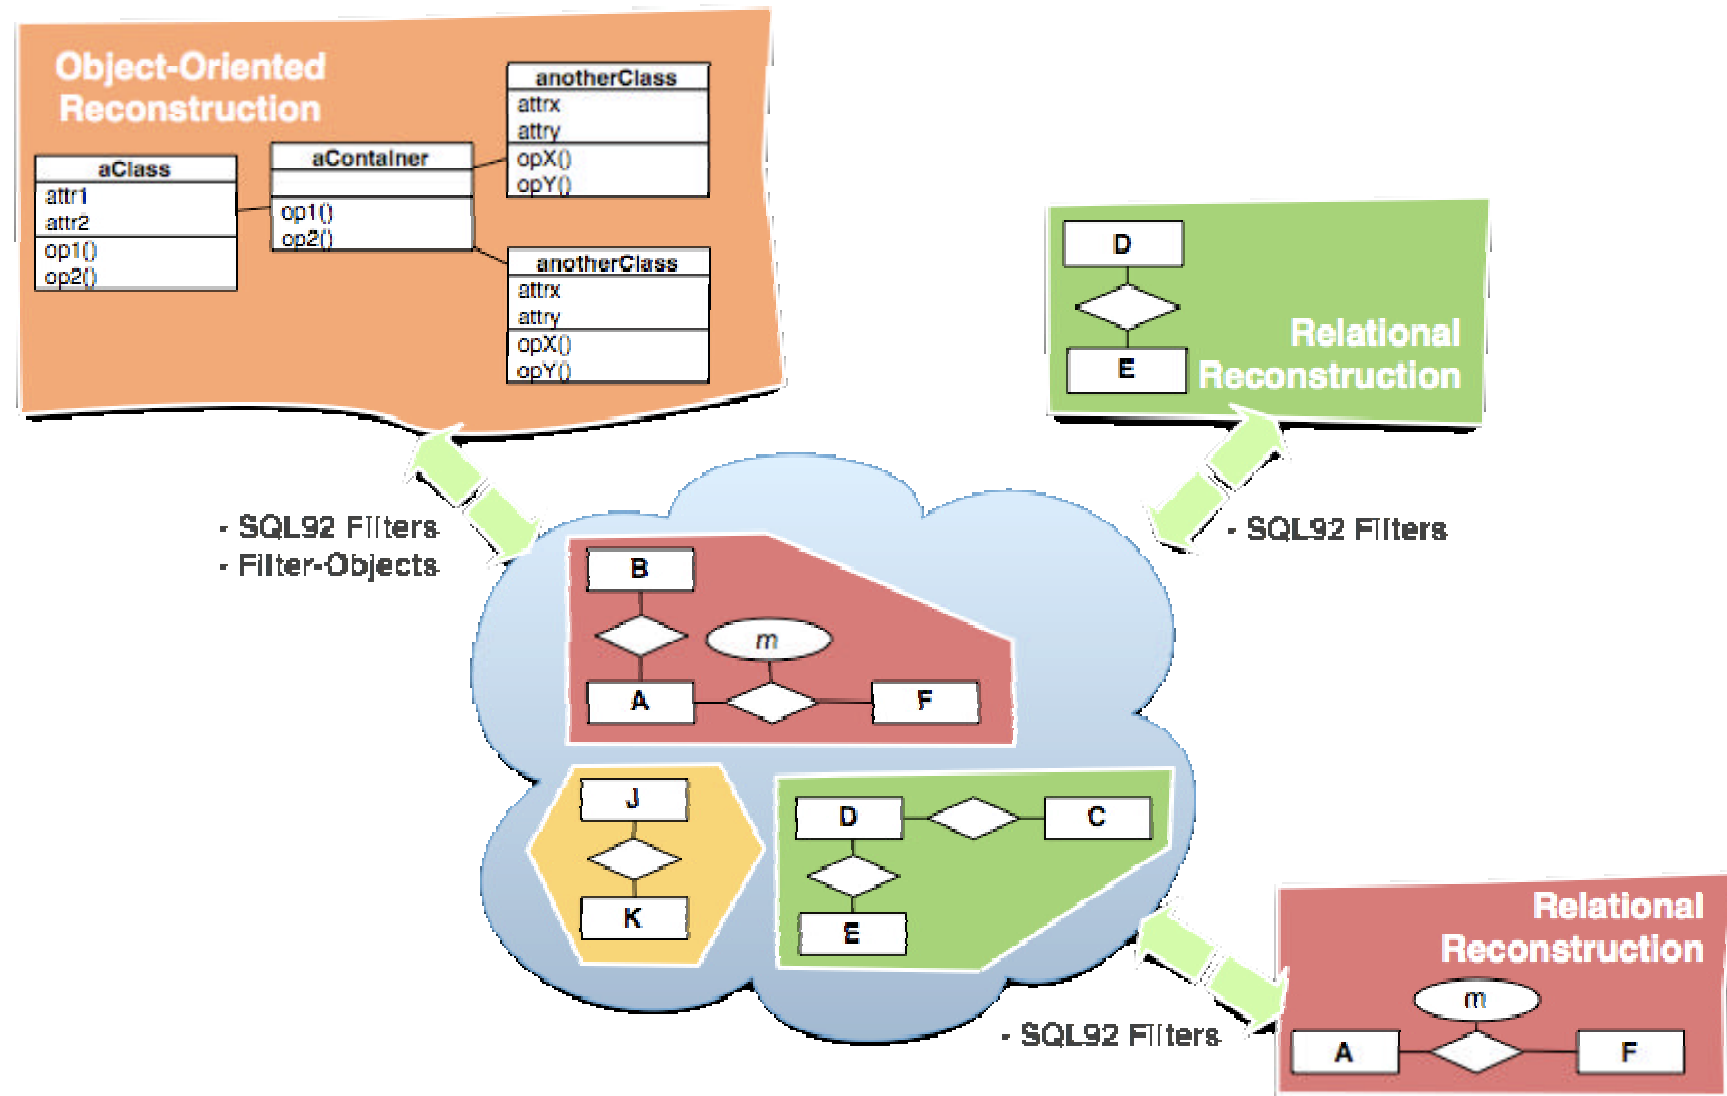 Object-Oriented
Reconstruction
aClass
attr1
attr2
op1()
op2()
aContainer
op1()
op2()
anotherClass
attrx
attry
opX()
opY()
anotherClass
attrx
attry
opX()
opY()
D
E
Relational
Reconstruction
- SQL92 Filters
- Filter-Objects
- SQL92 Filters
B
m
A
F
J
K
D
C
E
- SQL92 Filters
Relational
Reconstruction
m
A
F